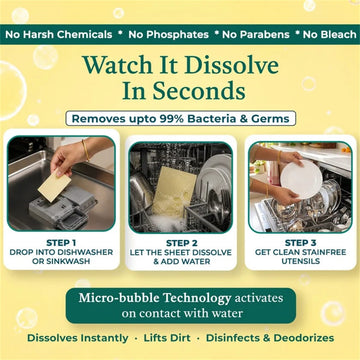 No Harsh Chemicals * No Phosphates * No Parabens * No Bleach
Watch It Dissolve
In Seconds
Removes upto 99% Bacteria & Germs
STEP 1
DROP INTO DISHWASHER
OR SINKWASH
STEP 2
LET THE SHEET DISSOLVE
& ADD WATER
STEP 3
GET CLEAN STAINFREE
UTENSILS
Micro-bubble Technology activates
on contact with water
Dissolves Instantly · Lifts Dirt · Disinfects & Deodorizes